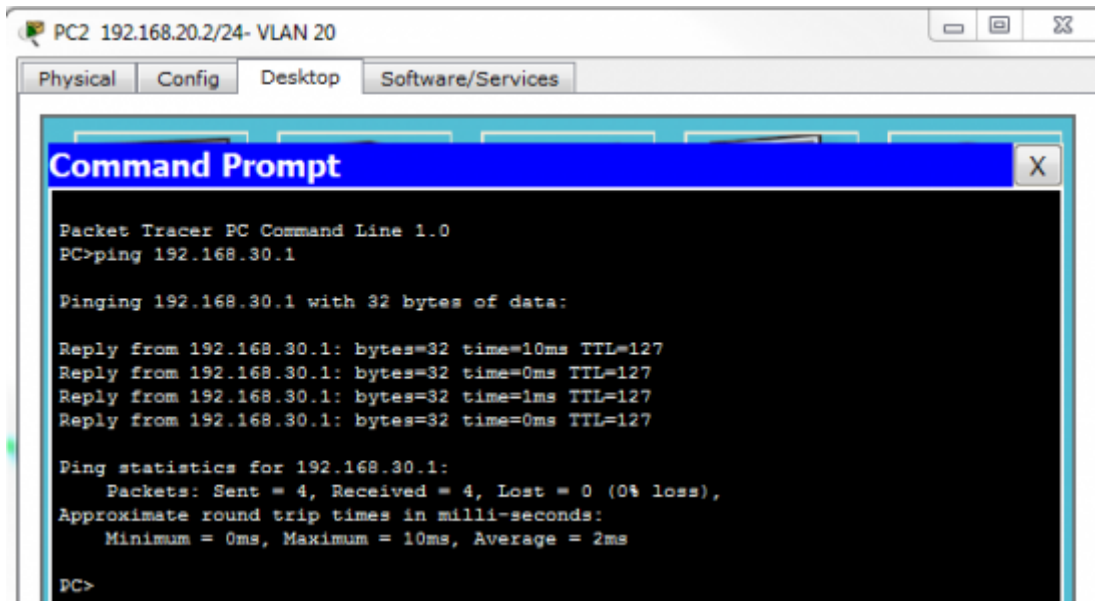 PC2 192.168.20.2/24- VLAN 20
Physical Config Desktop Software/Services
Command Prompt X
Packet Tracer PC Command Line 1.0
PC>ping 192.168.30.1
Pinging 192.168.30.1 with 32 bytes of data:
Reply from 192.168.30.1: bytes=32 time=10ms TTL=127
Reply from 192.168.30.1: bytes=32 time=0ms TTL=127
Reply from 192.168.30.1: bytes=32 time=1ms TTL=127
Reply from 192.168.30.1: bytes=32 time=0ms TTL=127
Ping statistics for 192.168.30.1:
Packets: Sent = 4, Received = 4, Lost = 0 (0% loss),
Approximate round trip times in milli-seconds:
Minimum = 0ms, Maximum = 10ms, Average = 2ms
PC>